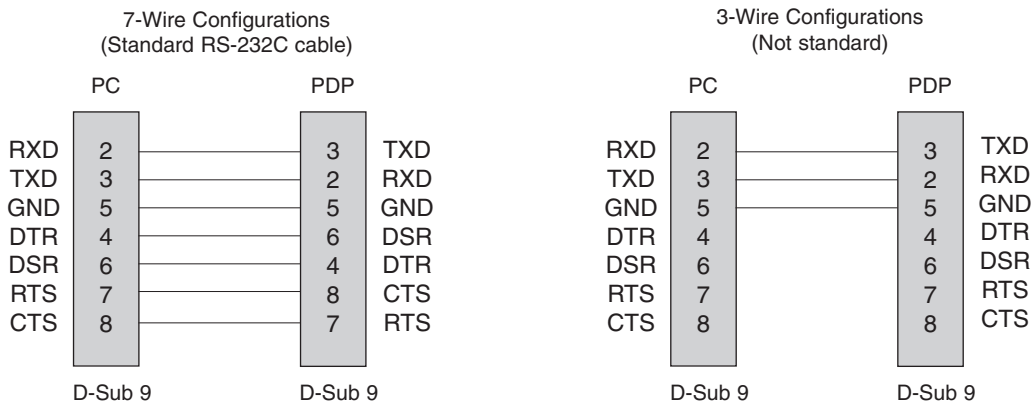 7-Wire Configurations
(Standard RS-232C cable)
PC PDP
RXD 2 3 TXD
TXD 3 2 RXD
GND 5 5 GND
DTR 4 6 DSR
DSR 6 4 DTR
RTS 7 8 CTS
CTS 8 7 RTS
D-Sub 9 D-Sub 9
3-Wire Configurations
(Not standard)
PC PDP
RXD 2 3 TXD
TXD 3 2 RXD
GND 5 5 GND
DTR 4 4 DTR
DSR 6 6 DSR
RTS 7 7 RTS
CTS 8 8 CTS
D-Sub 9 D-Sub 9